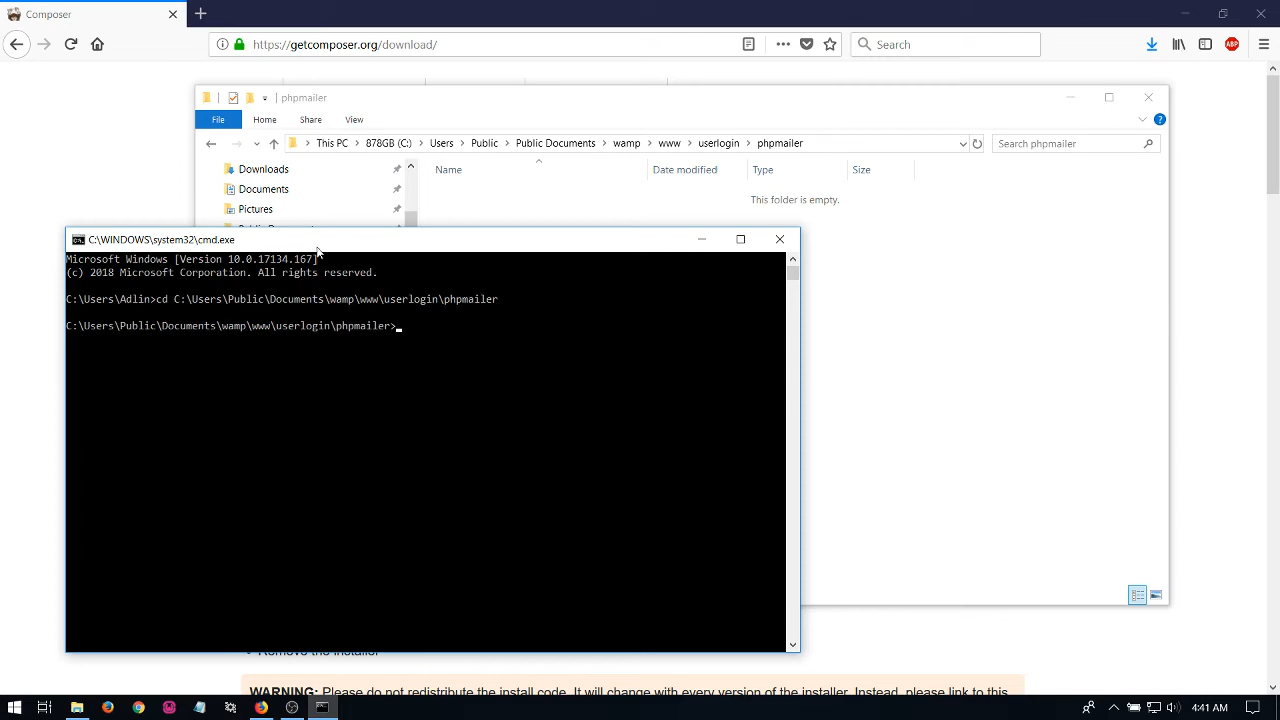 Composer
https://getcomposer.org/download/
Search
ABP
phpmailer
File
Home
Share
View
This PC
878GB (C:)
Users
Public
Public Documents
wamp
www
userlogin
phpmailer
Search phpmailer
Downloads
Documents
Pictures
Name
Date modified
Type
Size
This folder is empty.
C:\WINDOWS\system32\cmd.exe
Microsoft Windows [Version 10.0.17134.167]
(c) 2018 Microsoft Corporation. All rights reserved.
C:\Users\Adlin>cd C:\Users\Public\Documents\wamp\www\userlogin\phpmailer
C:\Users\Public\Documents\wamp\www\userlogin\phpmailer>
Remove the installer
WARNING: Please do not redistribute the install code. It will change with every version of the installer. Instead, please link to this
4:41 AM